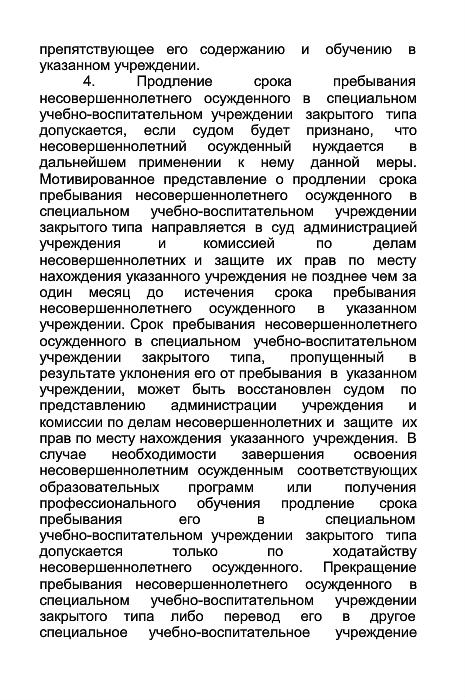 препятствующее его содержанию и обучению в
указанном учреждении.
4. Продление срока пребывания
несовершеннолетнего осужденного в специальном
учебно-воспитательном учреждении закрытого типа
допускается, если судом будет признано, что
несовершеннолетний осужденный нуждается в
дальнейшем применении к нему данной меры.
Мотивированное представление о продлении срока
пребывания несовершеннолетнего осужденного в
специальном учебно-воспитательном учреждении
закрытого типа направляется в суд администрацией
учреждения и комиссией по делам
несовершеннолетних и защите их прав по месту
нахождения указанного учреждения не позднее чем за
один месяц до истечения срока пребывания
несовершеннолетнего осужденного в указанном
учреждении. Срок пребывания несовершеннолетнего
осужденного в специальном учебно-воспитательном
учреждении закрытого типа, пропущенный в
результате уклонения его от пребывания в указанном
учреждении, может быть восстановлен судом по
представлению администрации учреждения и
комиссии по делам несовершеннолетних и защите их
прав по месту нахождения указанного учреждения. В
случае необходимости завершения освоения
несовершеннолетним осужденным соответствующих
образовательных программ или получения
профессионального обучения продление срока
пребывания его в специальном
учебно-воспитательном учреждении закрытого типа
допускается только по ходатайству
несовершеннолетнего осужденного. Прекращение
пребывания несовершеннолетнего осужденного в
специальном учебно-воспитательном учреждении
закрытого типа либо перевод его в другое
специальное учебно-воспитательное учреждение